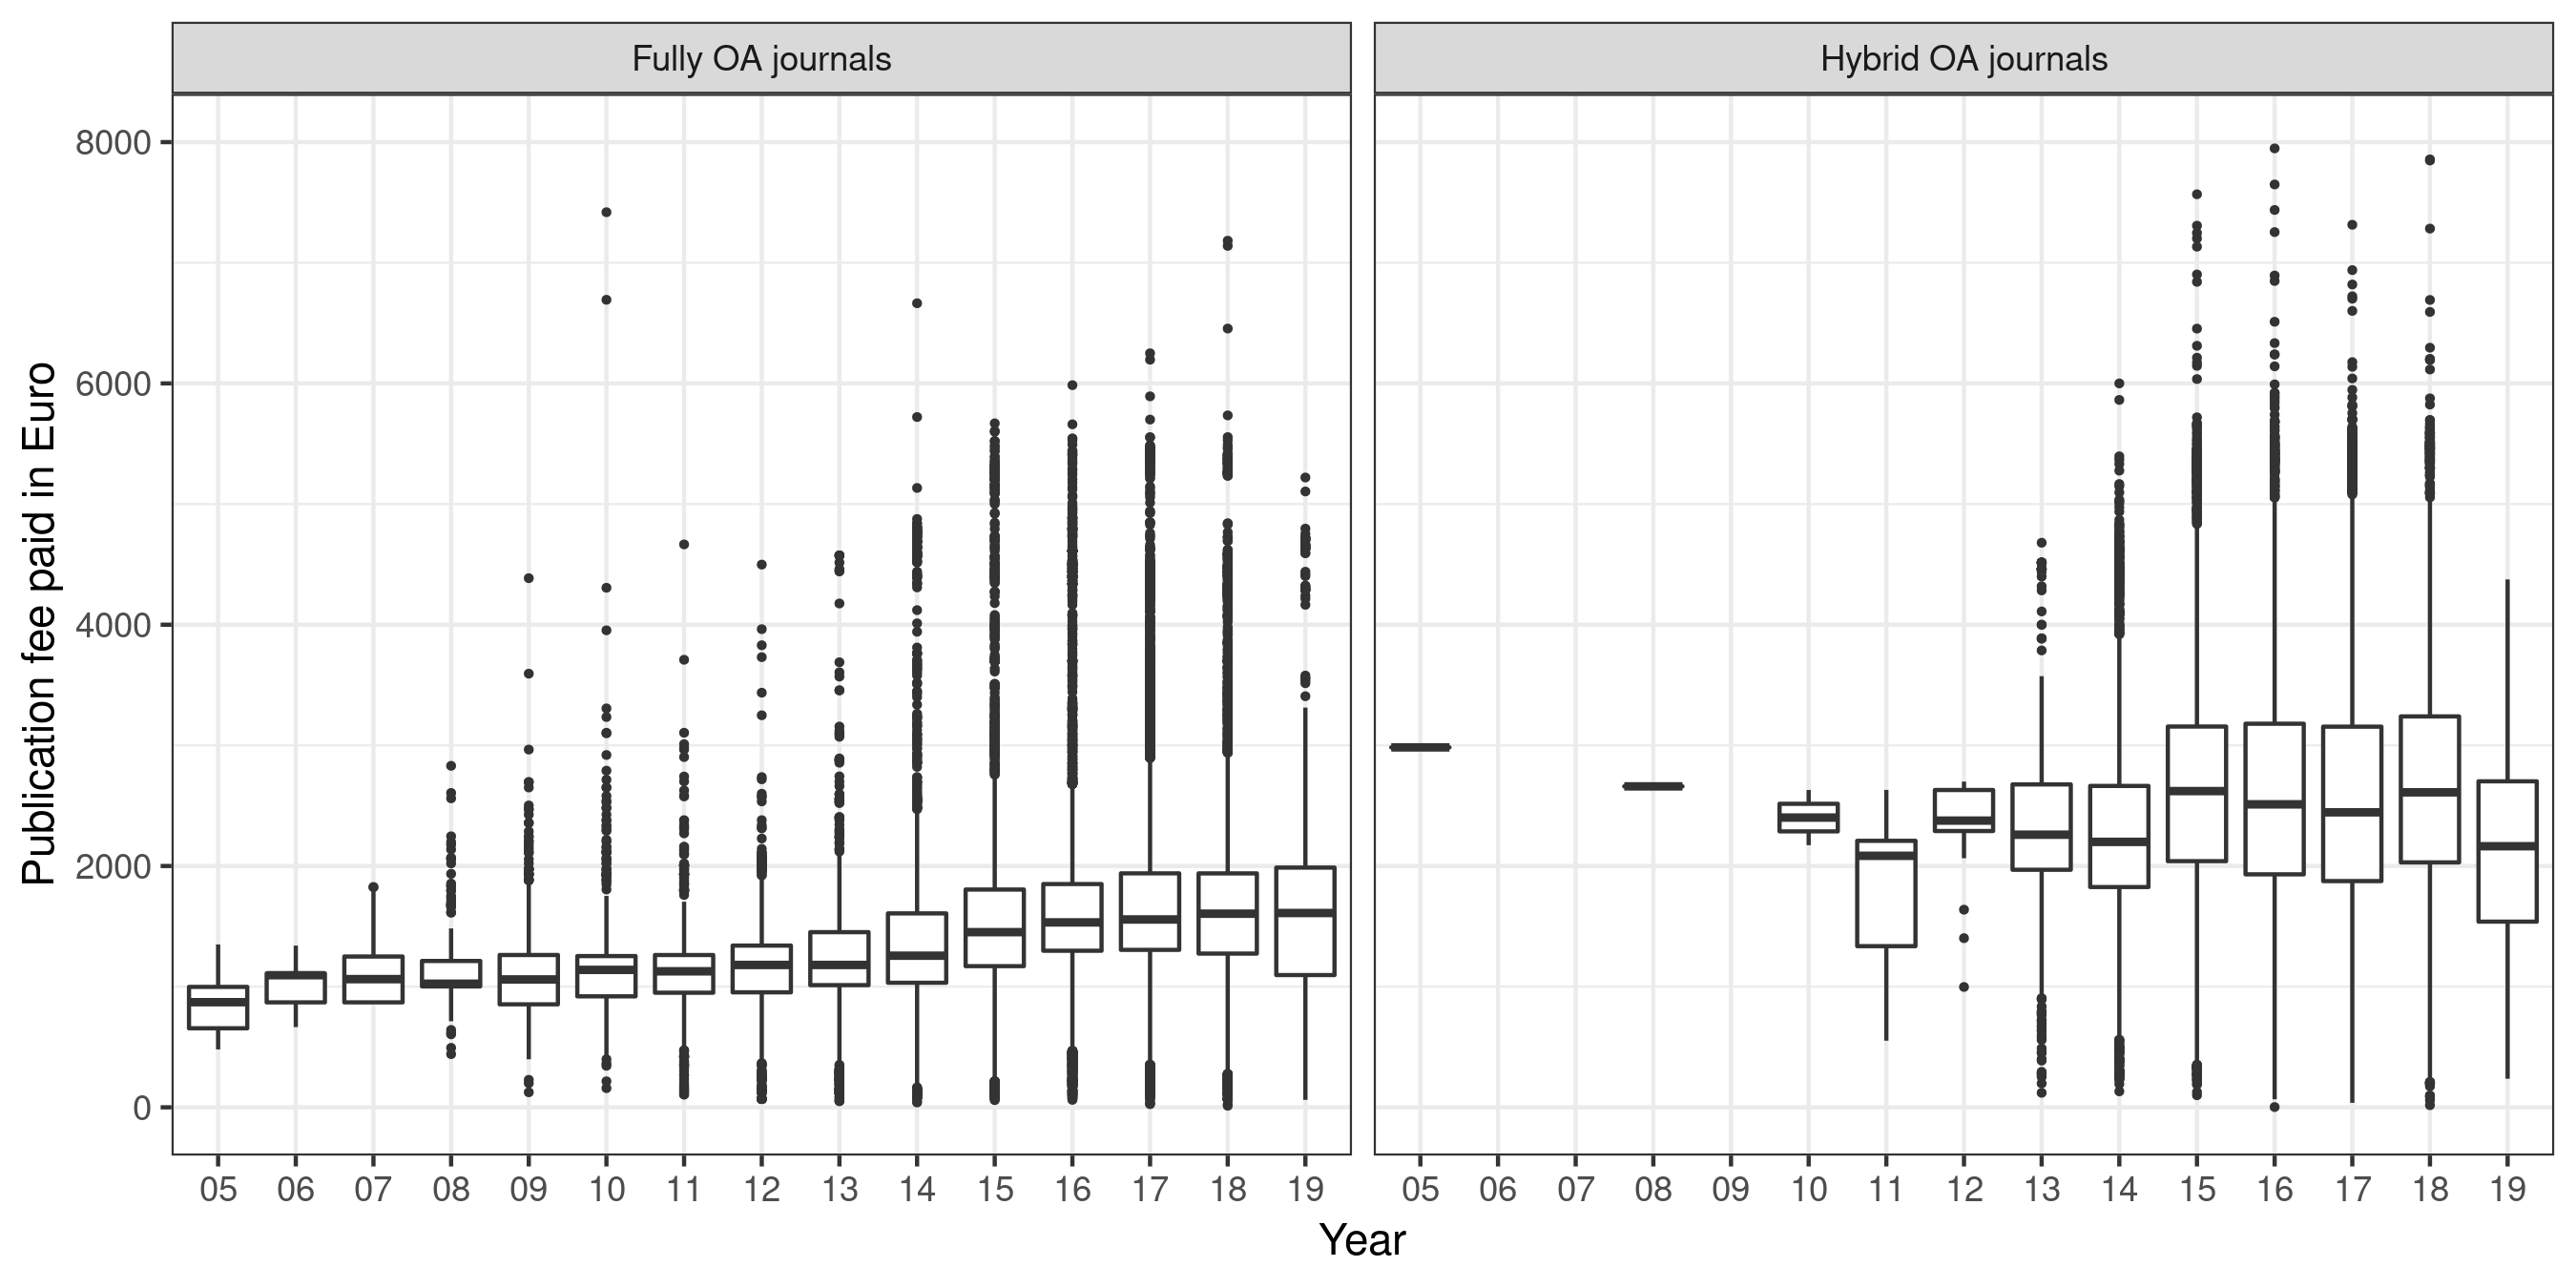 Fully OA journals Hybrid OA journals
8000
6000
4000
2000
0
Publication fee paid in Euro
05 06 07 08 09 10 11 12 13 14 15 16 17 18 19 05 06 07 08 09 10 11 12 13 14 15 16 17 18 19
Year